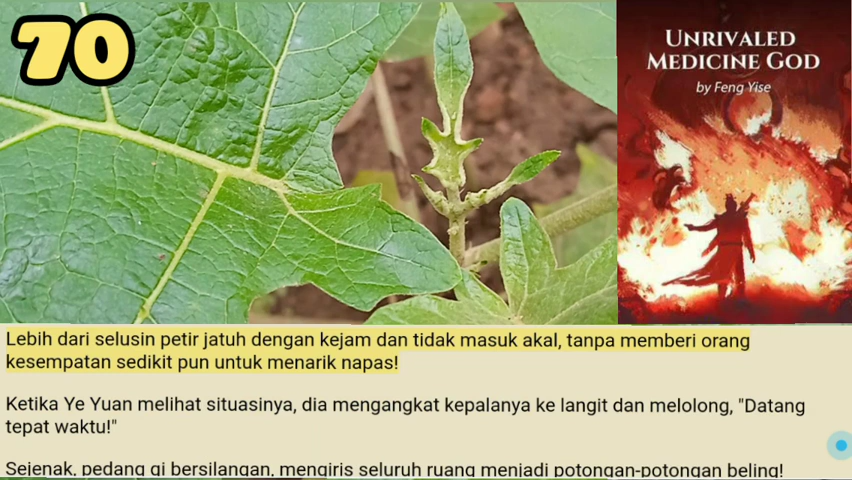 70
UNRIVALED
MEDICINE GOD
by Feng Yise
Lebih dari selusin petir jatuh dengan kejam dan tidak masuk akal, tanpa memberi orang
kesempatan sedikit pun untuk menarik napas!
Ketika Ye Yuan melihat situasinya, dia mengangkat kepalanya ke langit dan melolong, "Datang
tepat waktu!"
Sejenak, pedang qi bersilangan, mengiris seluruh ruang menjadi potongan-potongan beling!